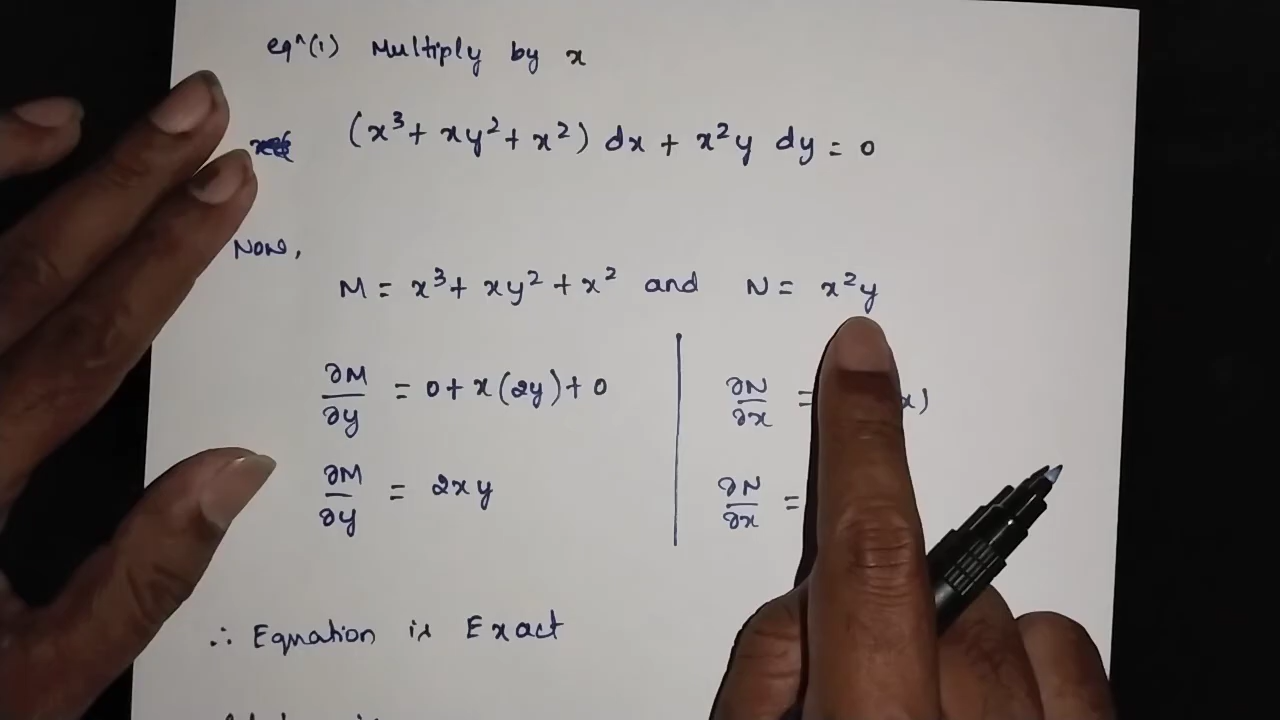 eqⁿ(1) Multiply by x
(x³ + xy² + x²) dx + x²y dy = 0
Now,
M = x³ + xy² + x² and N = x²y
∂M/∂y = 0 + x(2y) + 0
∂N/∂x = x)
∂M/∂y = 2xy
∂N/∂x =
∴ Equation is Exact